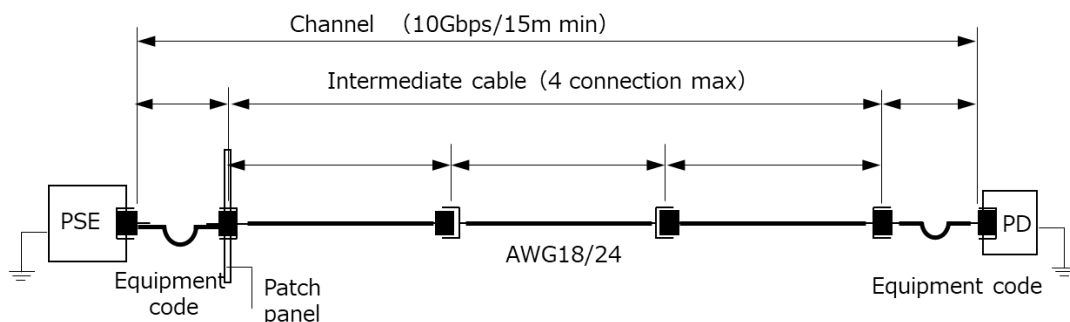 Channel （10Gbps/15m min）
Intermediate cable（4 connection max）
PSE
PD
AWG18/24
Equipment
code
Patch
panel
Equipment code